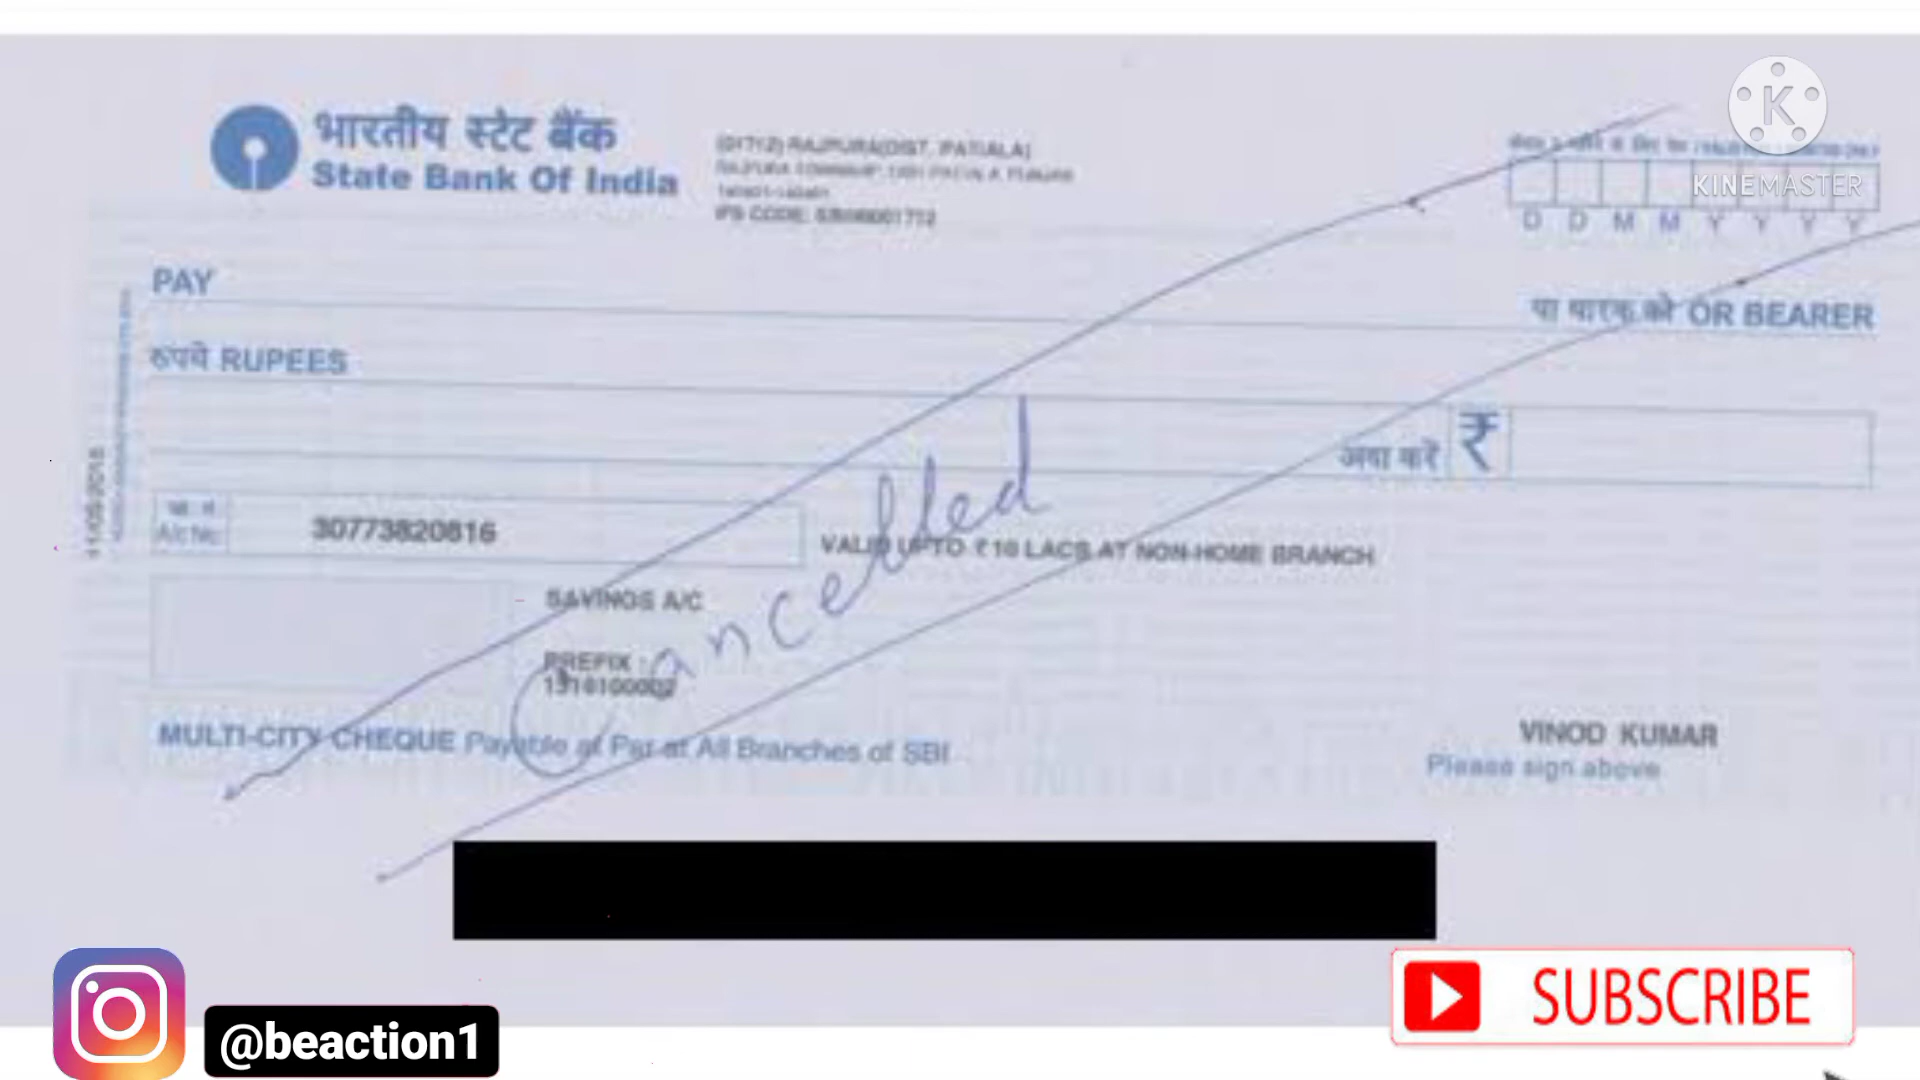 भारतीय स्टेट बैंक
State Bank Of India
(01712) RAJPURA(DIST. PATIALA)
IFS CODE: SBIN0001712
KINEMASTER
D D M M Y Y Y Y
PAY
या धारक को OR BEARER
रुपये RUPEES
अदा करें ₹
A/c No.
30773820816
VALID UPTO ₹ 10 LACS AT NON-HOME BRANCH
Cancelled
SAVINGS A/C
PREFIX :
1316100002
MULTI-CITY CHEQUE Payable at Par at All Branches of SBI
VINOD KUMAR
Please sign above
@beaction1
SUBSCRIBE